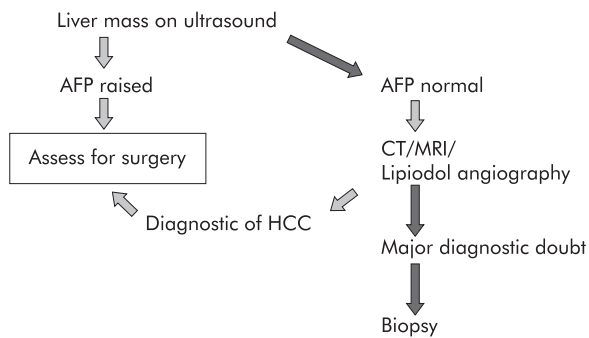 Liver mass on ultrasound
AFP raised
AFP normal
Assess for surgery
CT/MRI/
Lipiodol angiography
Diagnostic of HCC
Major diagnostic doubt
Biopsy